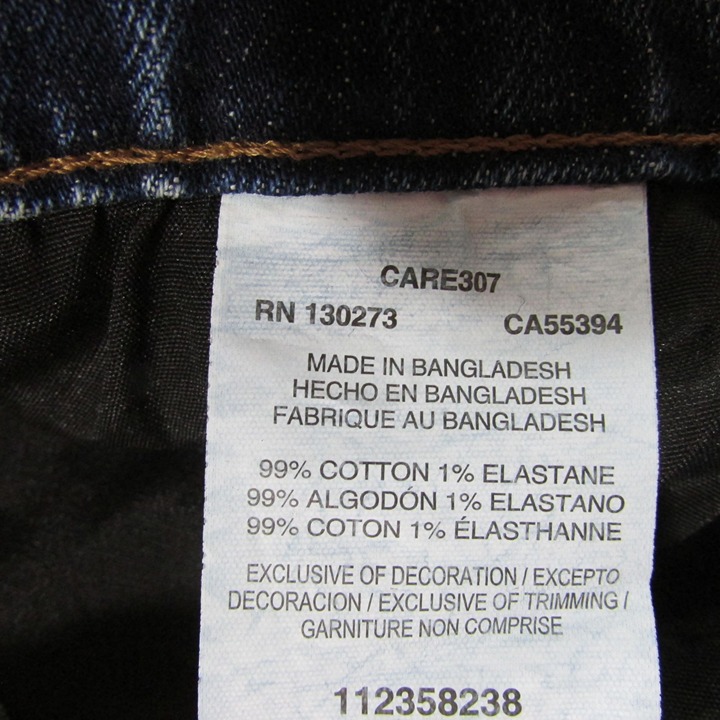 CARE307
RN 130273 CA55394
MADE IN BANGLADESH
HECHO EN BANGLADESH
FABRIQUE AU BANGLADESH
99% COTTON 1% ELASTANE
99% ALGODÓN 1% ELASTANO
99% COTON 1% ÉLASTHANNE
EXCLUSIVE OF DECORATION / EXCEPTO
DECORACION / EXCLUSIVE OF TRIMMING /
GARNITURE NON COMPRISE
112358238